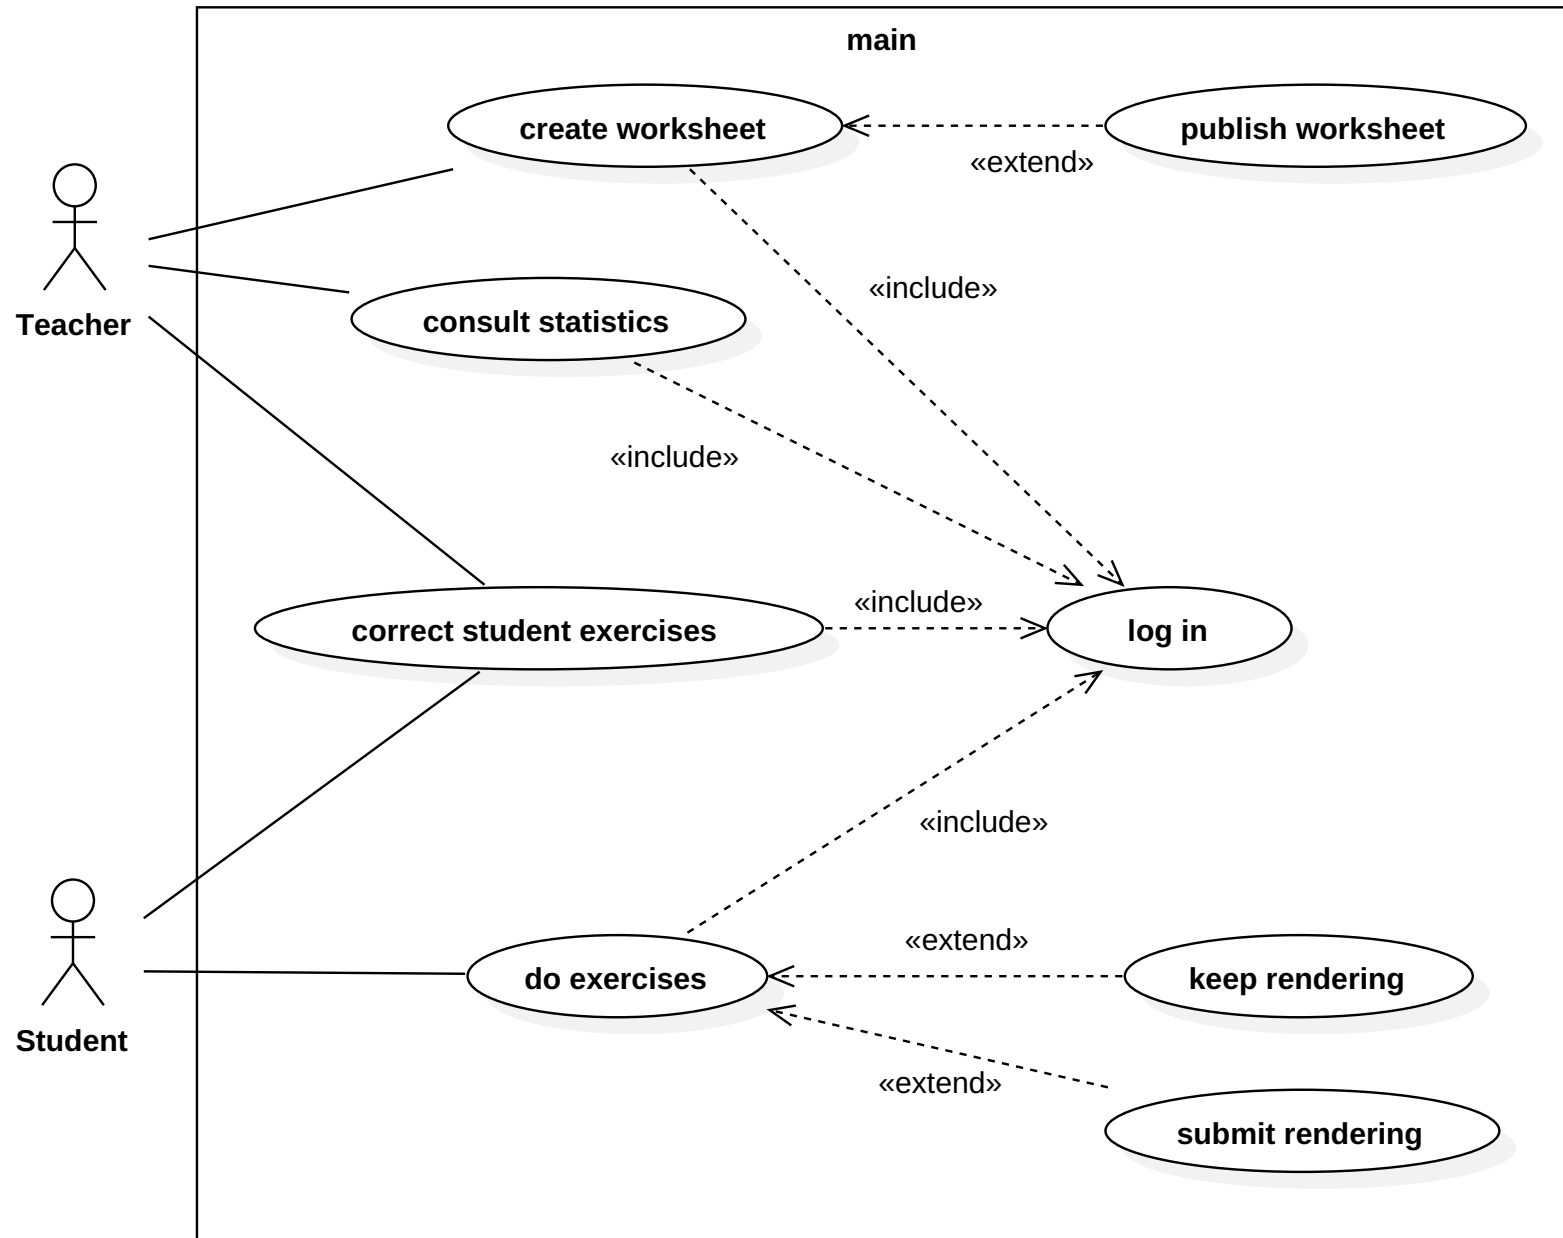 main
create worksheet
publish worksheet
«extend»
«include»
Teacher
consult statistics
«include»
«include»
correct student exercises
log in
«include»
«extend»
do exercises
keep rendering
Student
«extend»
submit rendering